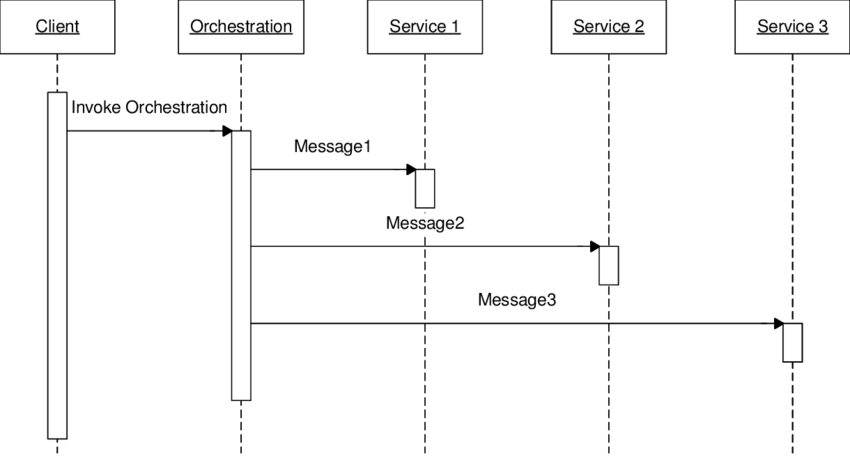 Client
Orchestration
Service 1
Service 2
Service 3
Invoke Orchestration
Message1
Message2
Message3